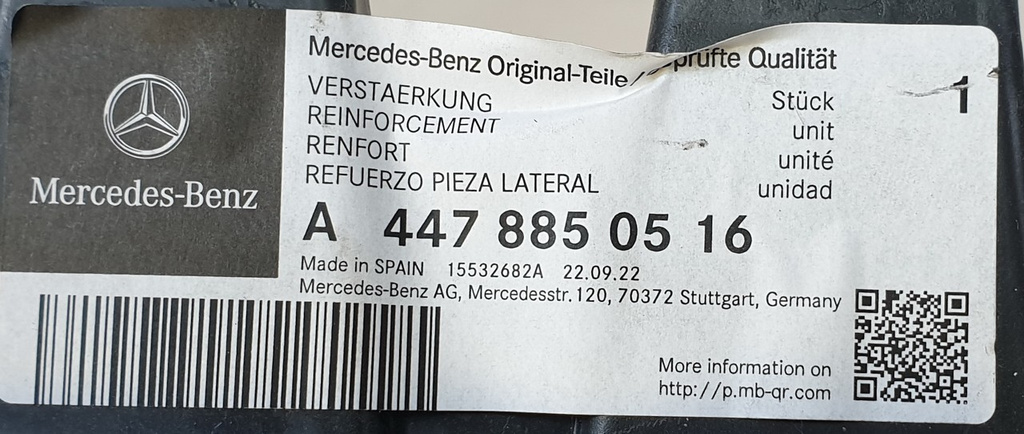 Mercedes-Benz
Mercedes-Benz Original-Teile/ prüfte Qualität
VERSTAERKUNG Stück 1
REINFORCEMENT unit
RENFORT unité
REFUERZO PIEZA LATERAL unidad
A 447 885 05 16
Made in SPAIN 15532682A 22.09.22
Mercedes-Benz AG, Mercedesstr. 120, 70372 Stuttgart, Germany
More information on
http://p.mb-qr.com